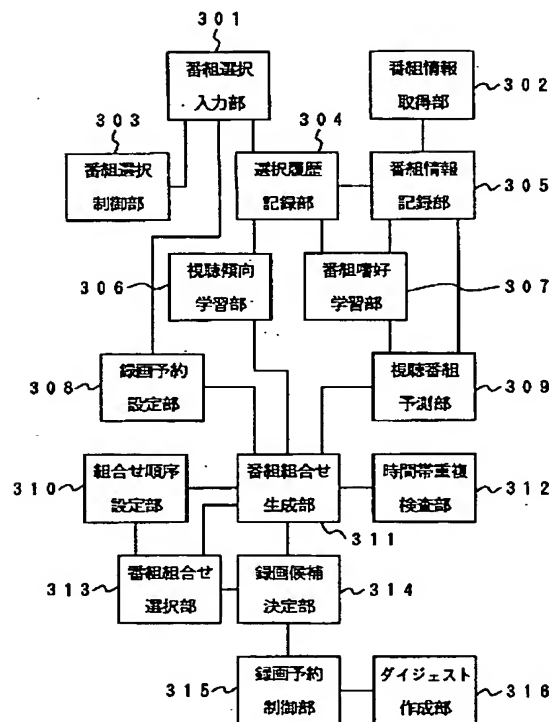 301
番組選択
入力部
番組情報
取得部
302
303
番組選択
制御部
304
選択履歴
記録部
番組情報
記録部
305
306
視聴傾向
学習部
番組嗜好
学習部
307
308
録画予約
設定部
視聴番組
予測部
309
310
組合せ順序
設定部
番組組合せ
生成部
311
時間帯重複
検査部
312
313
番組組合せ
選択部
録画候補
決定部
314
315
録画予約
制御部
ダイジェスト
作成部
316